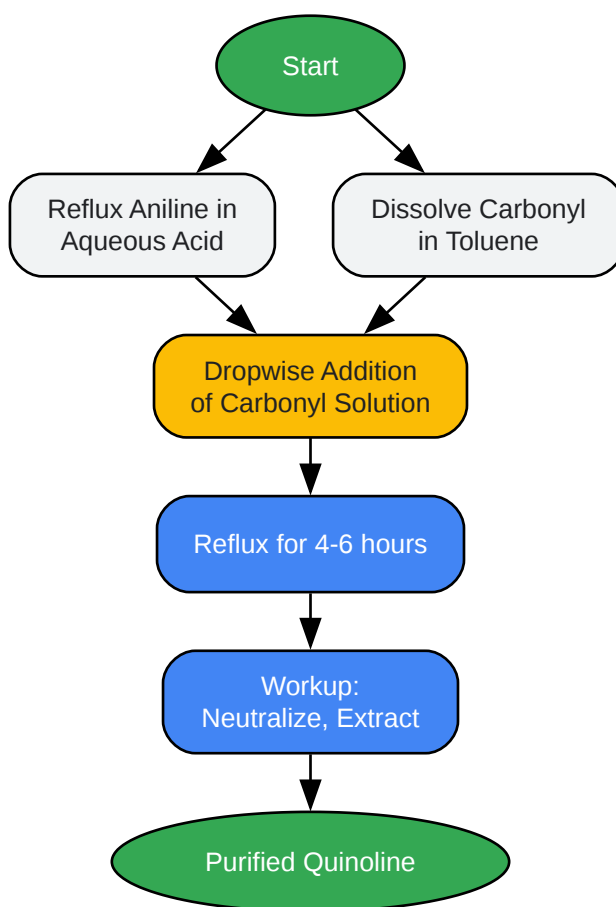 Start
Reflux Aniline in
Aqueous Acid
Dissolve Carbonyl
in Toluene
Dropwise Addition
of Carbonyl Solution
Reflux for 4-6 hours
Workup:
Neutralize, Extract
Purified Quinoline